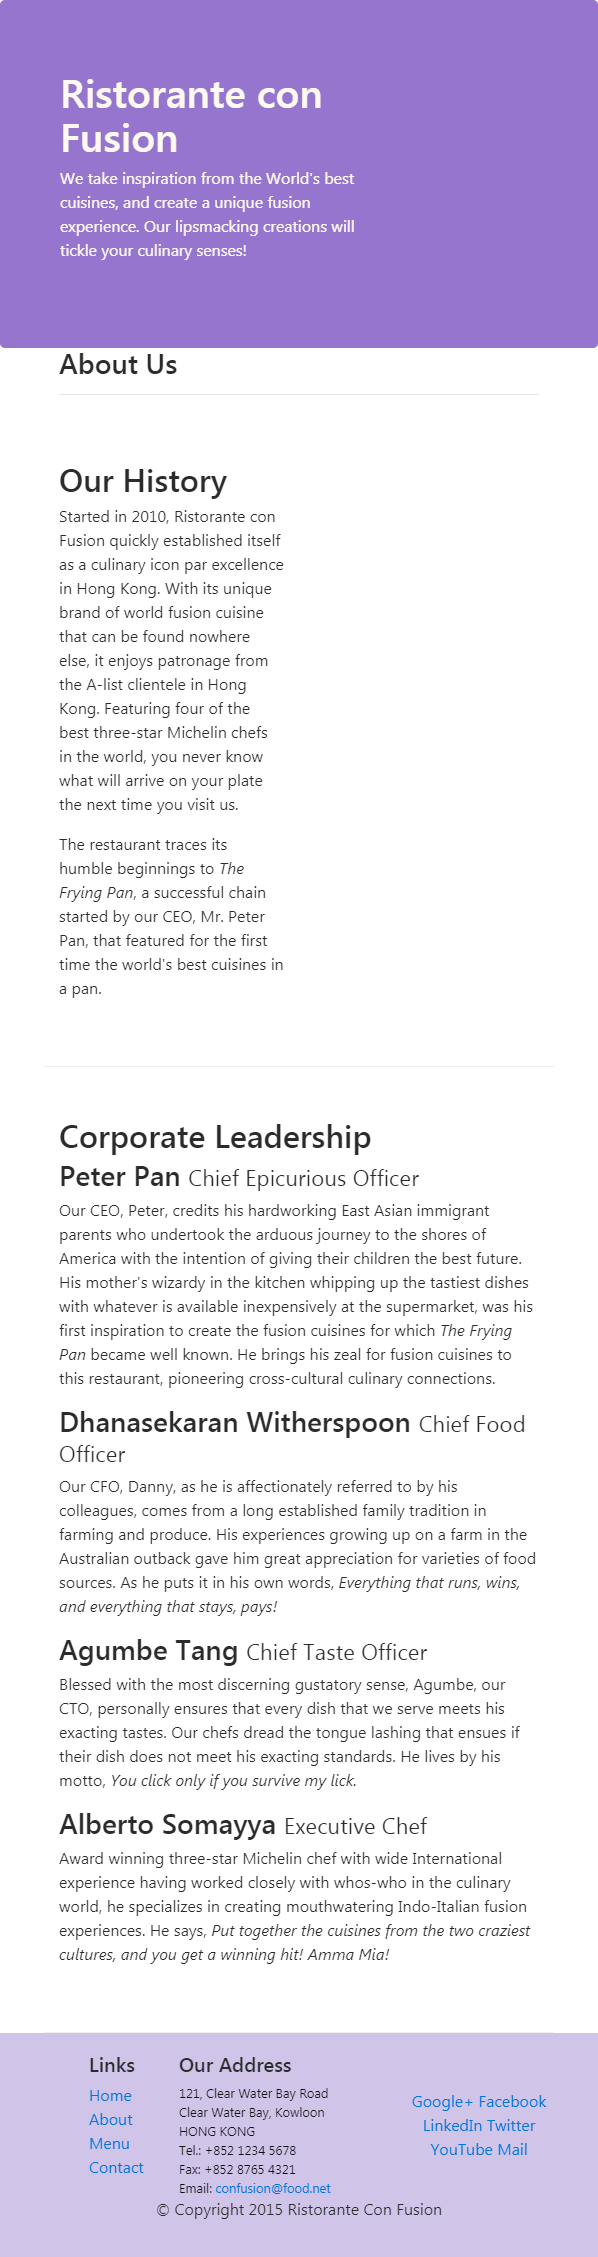 Ristorante con
Fusion
We take inspiration from the World's best
cuisines, and create a unique fusion
experience. Our lipsmacking creations will
tickle your culinary senses!
About Us
Our History
Started in 2010, Ristorante con
Fusion quickly established itself
as a culinary icon par excellence
in Hong Kong. With its unique
brand of world fusion cuisine
that can be found nowhere
else, it enjoys patronage from
the A-list clientele in Hong
Kong. Featuring four of the
best three-star Michelin chefs
in the world, you never know
what will arrive on your plate
the next time you visit us.
The restaurant traces its
humble beginnings to The
Frying Pan, a successful chain
started by our CEO, Mr. Peter
Pan, that featured for the first
time the world's best cuisines in
a pan.
Corporate Leadership
Peter Pan Chief Epicurious Officer
Our CEO, Peter, credits his hardworking East Asian immigrant
parents who undertook the arduous journey to the shores of
America with the intention of giving their children the best future.
His mother's wizardy in the kitchen whipping up the tastiest dishes
with whatever is available inexpensively at the supermarket, was his
first inspiration to create the fusion cuisines for which The Frying
Pan became well known. He brings his zeal for fusion cuisines to
this restaurant, pioneering cross-cultural culinary connections.
Dhanasekaran Witherspoon Chief Food
Officer
Our CFO, Danny, as he is affectionately referred to by his
colleagues, comes from a long established family tradition in
farming and produce. His experiences growing up on a farm in the
Australian outback gave him great appreciation for varieties of food
sources. As he puts it in his own words, Everything that runs, wins,
and everything that stays, pays!
Agumbe Tang Chief Taste Officer
Blessed with the most discerning gustatory sense, Agumbe, our
CTO, personally ensures that every dish that we serve meets his
exacting tastes. Our chefs dread the tongue lashing that ensues if
their dish does not meet his exacting standards. He lives by his
motto, You click only if you survive my lick.
Alberto Somayya Executive Chef
Award winning three-star Michelin chef with wide International
experience having worked closely with whos-who in the culinary
world, he specializes in creating mouthwatering Indo-Italian fusion
experiences. He says, Put together the cuisines from the two craziest
cultures, and you get a winning hit! Amma Mia!
Links
Home
About
Menu
Contact
Our Address
121, Clear Water Bay Road
Clear Water Bay, Kowloon
HONG KONG
Tel.: +852 1234 5678
Fax: +852 8765 4321
Email: confusion@food.net
Google+ Facebook
LinkedIn Twitter
YouTube Mail
© Copyright 2015 Ristorante Con Fusion